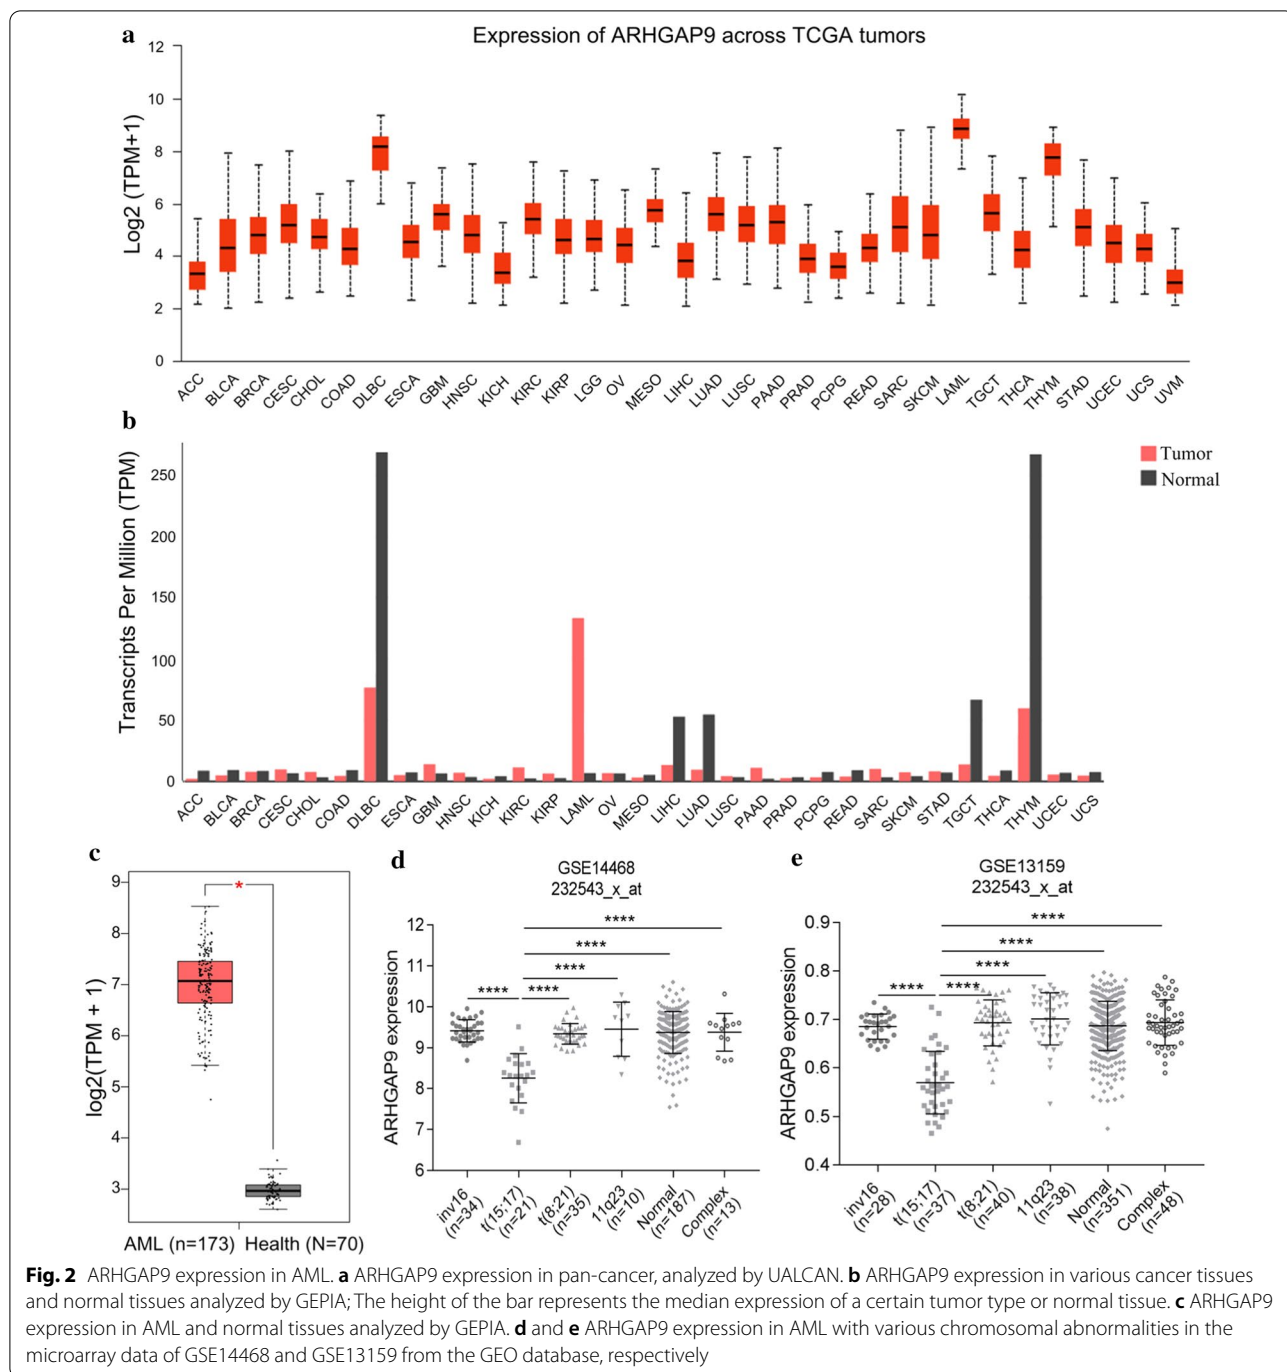 a
Expression of ARHGAP9 across TCGA tumors
Log2 (TPM+1)
12
10
8
6
4
2
0
ACC BLCA BRCA CESC CHOL COAD DLBC ESCA GBM HNSC KICH KIRC KIRP LGG OV MESO LIHC LUAD LUSC PAAD PRAD PCPG READ SARC SKCM LAML TGCT THCA THYM STAD UCEC UCS UVM
b
Transcripts Per Million (TPM)
250
200
150
100
50
0
Tumor
Normal
ACC BLCA BRCA CESC CHOL COAD DLBC ESCA GBM HNSC KICH KIRC KIRP LAML OV MESO LIHC LUAD LUSC PAAD PRAD PCPG READ SARC SKCM STAD TGCT THCA THYM UCEC UCS
c
log2(TPM + 1)
9
8
7
6
5
4
3
*
AML (n=173) Health (N=70)
d
GSE14468
232543_x_at
ARHGAP9 expression
12
11
10
9
8
7
6
****
****
****
**** ****
inv16 (n=34)
t(15;17) (n=21)
t(8;21) (n=35)
11q23 (n=10)
Normal (n=187)
Complex (n=13)
e
GSE13159
232543_x_at
ARHGAP9 expression
0.9
0.8
0.7
0.6
0.5
0.4
****
****
****
**** ****
inv16 (n=28)
t(15;17) (n=37)
t(8;21) (n=40)
11q23 (n=38)
Normal (n=351)
Complex (n=48)
Fig. 2 ARHGAP9 expression in AML. a ARHGAP9 expression in pan-cancer, analyzed by UALCAN. b ARHGAP9 expression in various cancer tissues
and normal tissues analyzed by GEPIA; The height of the bar represents the median expression of a certain tumor type or normal tissue. c ARHGAP9
expression in AML and normal tissues analyzed by GEPIA. d and e ARHGAP9 expression in AML with various chromosomal abnormalities in the
microarray data of GSE14468 and GSE13159 from the GEO database, respectively